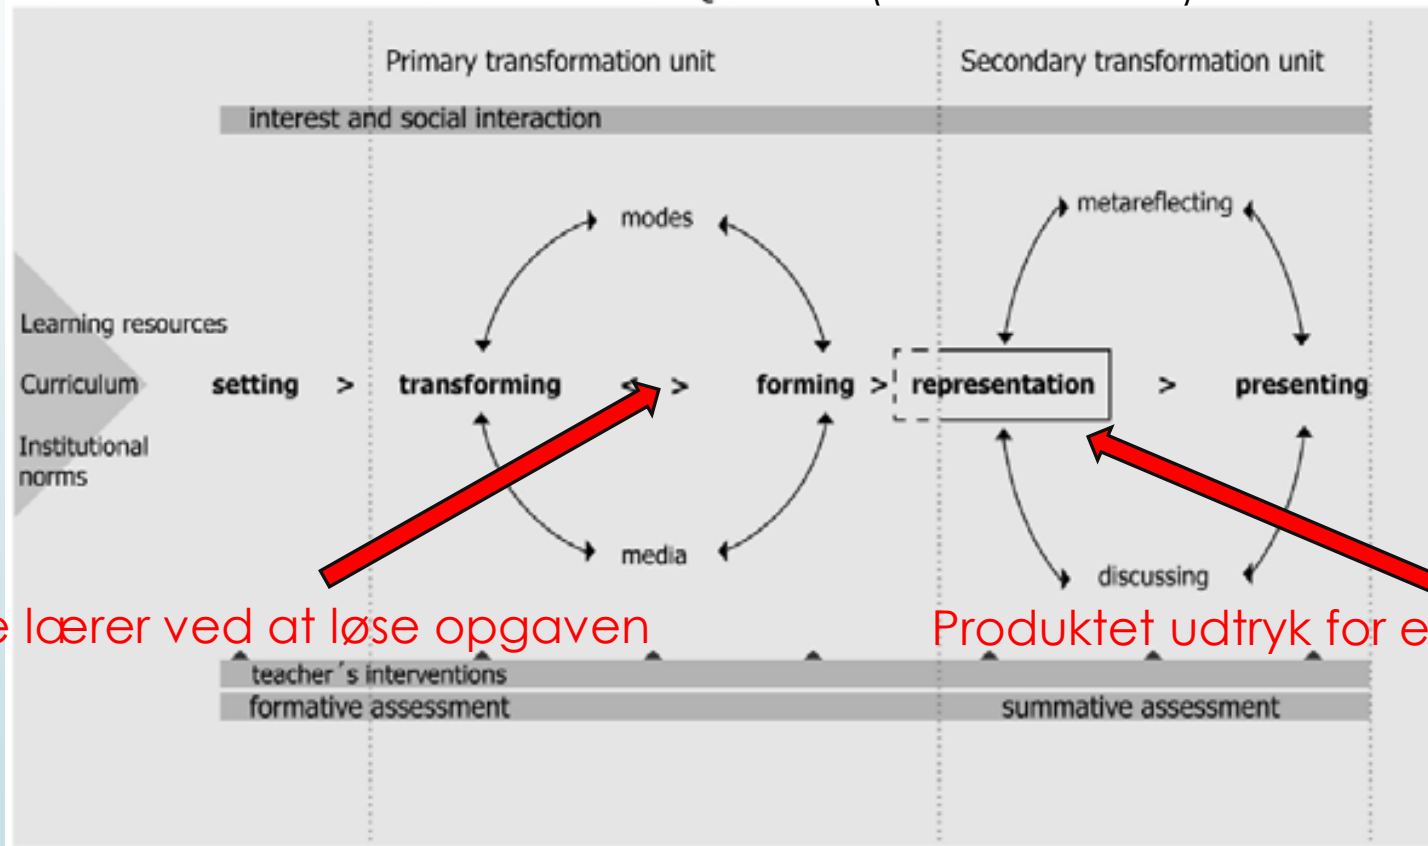 Primary transformation unit
Secondary transformation unit
interest and social interaction
modes
metareflecting
Learning resources
Curriculum
setting > transforming < > forming > representation > presenting
Institutional
norms
media
discussing
lærer ved at løse opgaven
Produktet udtryk for
teacher´s interventions
formative assessment
summative assessment